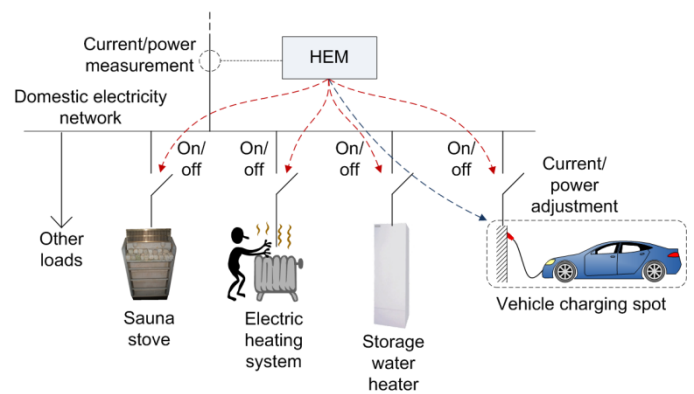 Current/power
measurement
HEM
Domestic electricity
network
On/
off
On/
off
On/
off
On/
off
Current/
power
adjustment
Other
loads
Sauna
stove
Electric
heating
system
Storage
water
heater
Vehicle charging spot